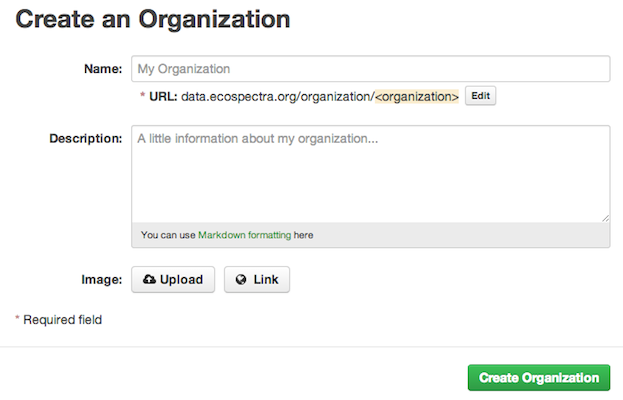 Create an Organization
Name: My Organization
* URL: data.ecospectra.org/organization/<organization> Edit
Description: A little information about my organization...
You can use Markdown formatting here
Image: Upload Link
* Required field
Create Organization